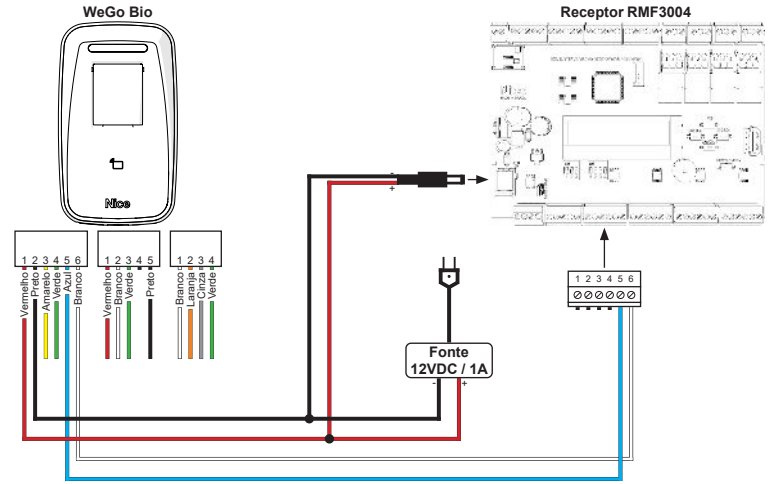 WeGo Bio
Receptor RMF3004
Nice
- +
1 2 3 4 5 6
1 2 3 4 5
1 2 3 4
Vermelho
Preto
Amarelo
Verde
Azul
Branco
Vermelho
Branco
Verde
Preto
Branco
Laranja
Cinza
Verde
1 2 3 4 5 6
Fonte
12VDC / 1A
- +